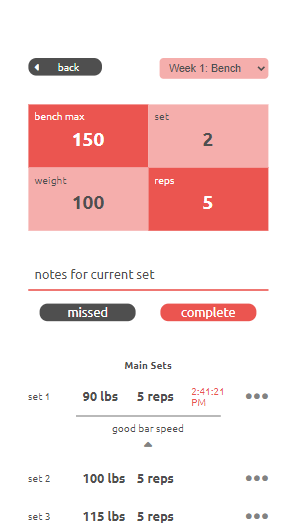 back
Week 1: Bench
bench max
set
150
2
weight
reps
100
5
notes for current set
missed
complete
Main Sets
set 1 90 lbs 5 reps 2:41:21 PM
good bar speed
set 2 100 lbs 5 reps
set 3 115 lbs 5 reps